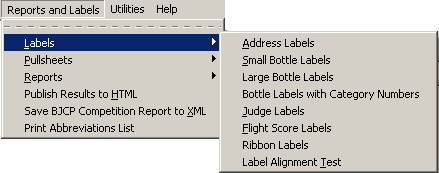 Reports and Labels Utilities Help
Labels
Pullsheets
Reports
Publish Results to HTML
Save BJCP Competition Report to XML
Print Abbreviations List
Address Labels
Small Bottle Labels
Large Bottle Labels
Bottle Labels with Category Numbers
Judge Labels
Flight Score Labels
Ribbon Labels
Label Alignment Test